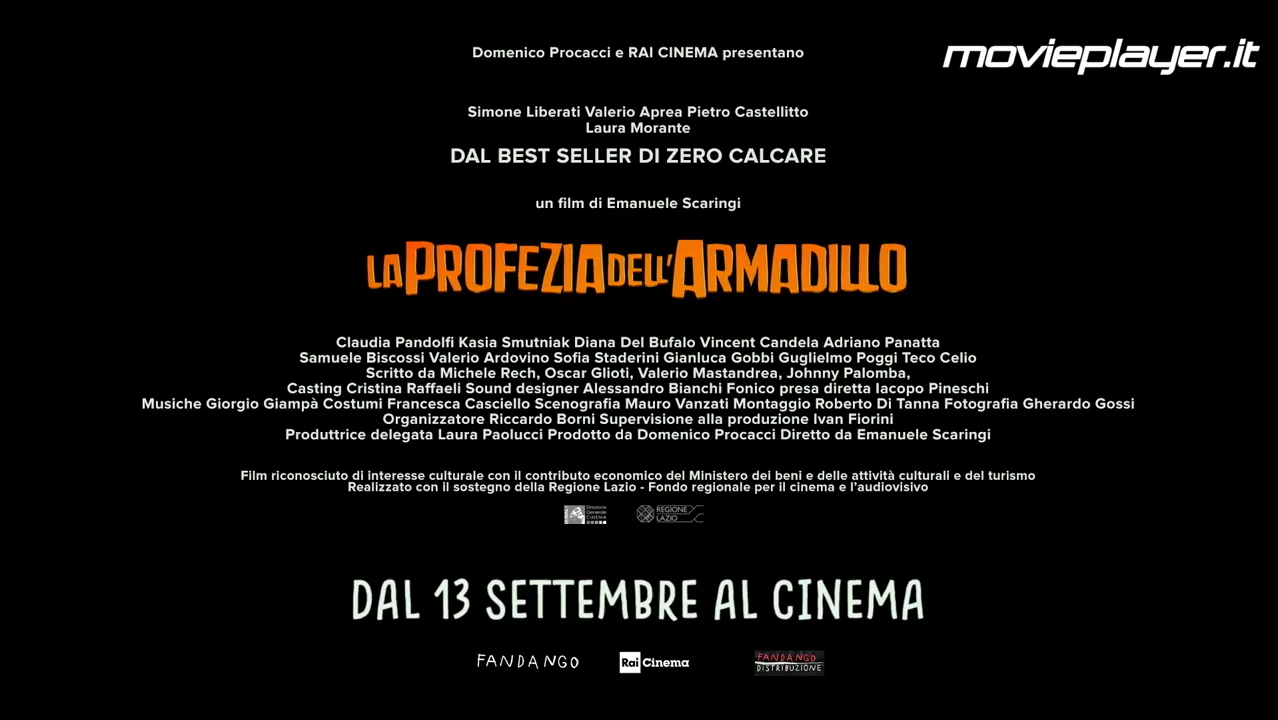 movieplayer.it
Domenico Procacci e RAI CINEMA presentano
Simone Liberati Valerio Aprea Pietro Castellitto
Laura Morante
DAL BEST SELLER DI ZERO CALCARE
un film di Emanuele Scaringi
LA PROFEZIA DELL'ARMADILLO
Claudia Pandolfi Kasia Smutniak Diana Del Bufalo Vincent Candela Adriano Panatta
Samuele Biscossi Valerio Ardovino Sofia Staderini Gianluca Gobbi Guglielmo Poggi Teco Celio
Scritto da Michele Rech, Oscar Glioti, Valerio Mastandrea, Johnny Palomba,
Casting Cristina Raffaeli Sound designer Alessandro Bianchi Fonico presa diretta Iacopo Pineschi
Musiche Giorgio Giampà Costumi Francesca Casciello Scenografia Mauro Vanzati Montaggio Roberto Di Tanna Fotografia Gherardo Gossi
Organizzatore Riccardo Borni Supervisione alla produzione Ivan Fiorini
Produttrice delegata Laura Paolucci Prodotto da Domenico Procacci Diretto da Emanuele Scaringi
Film riconosciuto di interesse culturale con il contributo economico del Ministero dei beni e delle attività culturali e del turismo
Realizzato con il sostegno della Regione Lazio - Fondo regionale per il cinema e l'audiovisivo
Direzione
Generale
CINEMA
REGIONE
LAZIO
DAL 13 SETTEMBRE AL CINEMA
FANDANGO
Rai Cinema
FANDANGO
DISTRIBUZIONE